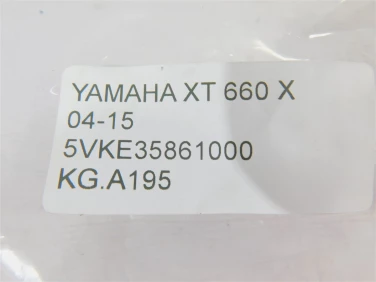 YAMAHA XT 660 X
04-15
5VKE35861000
KG.A195